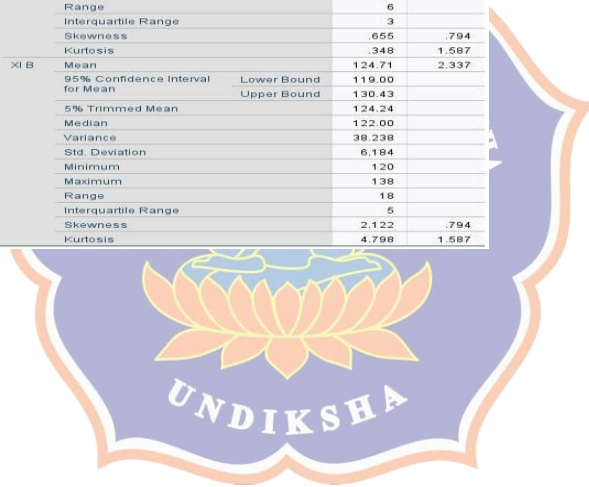 Range 6
Interquartile Range 3
Skewness .655 .794
Kurtosis .348 1.587
XI B Mean 124.71 2.337
95% Confidence Interval for Mean Lower Bound 119.00
Upper Bound 130.43
5% Trimmed Mean 124.24
Median 122.00
Variance 38.238
Std. Deviation 6.184
Minimum 120
Maximum 138
Range 18
Interquartile Range 5
Skewness 2.122 .794
Kurtosis 4.798 1.587
UNDIKSHA